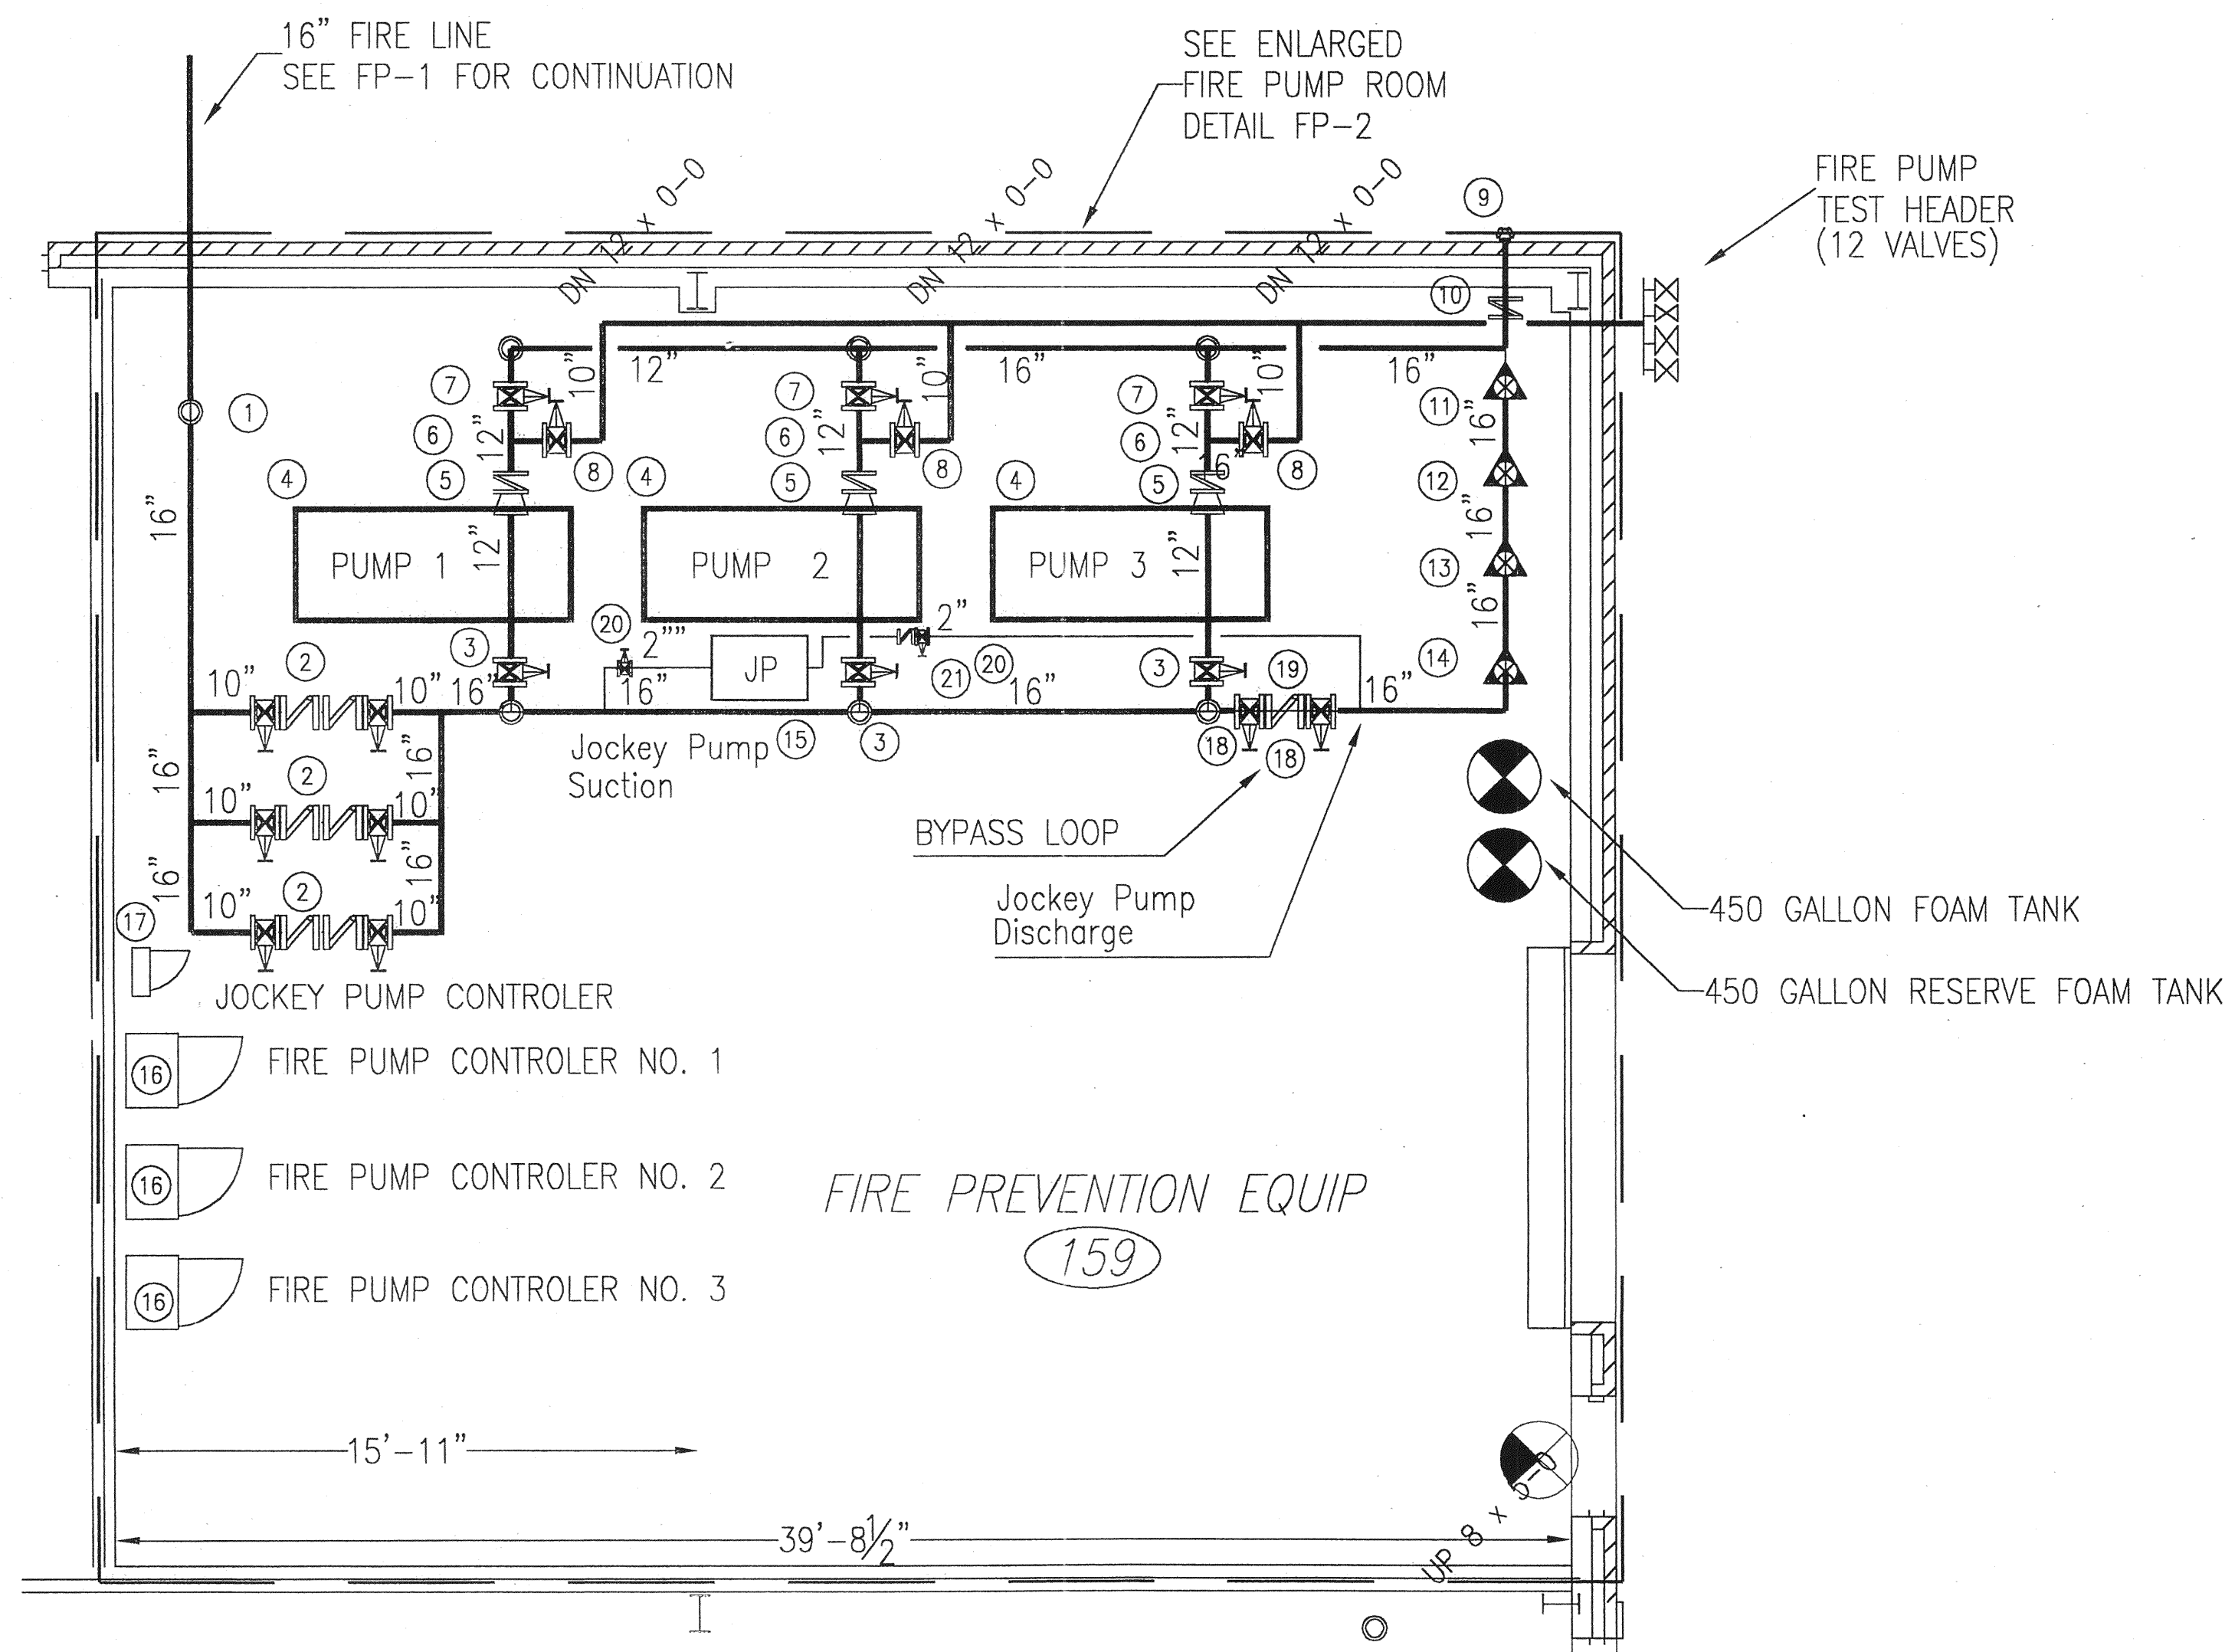 16” FIRE LINE
SEE FP-1 FOR CONTINUATION
SEE ENLARGED
FIRE PUMP ROOM
DETAIL FP-2
FIRE PUMP
TEST HEADER
(12 VALVES)
DN 12 x 0-0
DN 12 x 0-0
DN 12 x 0-0
9
10
10”
12”
10”
16”
10”
16”
7
7
7
11
1
6
12”
6
12”
6
12”
16”
4
5
8
4
5
8
4
5
16”
8
12
16”
16”
PUMP 1
12”
PUMP 2
PUMP 3
12”
13
16”
20
2””
2”
2
3
JP
21
20
3
19
14
10”
10”
16”
16”
16”
16”
Jockey Pump
Suction
15
3
18
18
16”
2
16”
10”
10”
BYPASS LOOP
16”
2
16”
10”
10”
Jockey Pump
Discharge
450 GALLON FOAM TANK
450 GALLON RESERVE FOAM TANK
17
JOCKEY PUMP CONTROLER
16
FIRE PUMP CONTROLER NO. 1
16
FIRE PUMP CONTROLER NO. 2
16
FIRE PUMP CONTROLER NO. 3
FIRE PREVENTION EQUIP
159
15’-11”
39’-8½”
UP 8 x